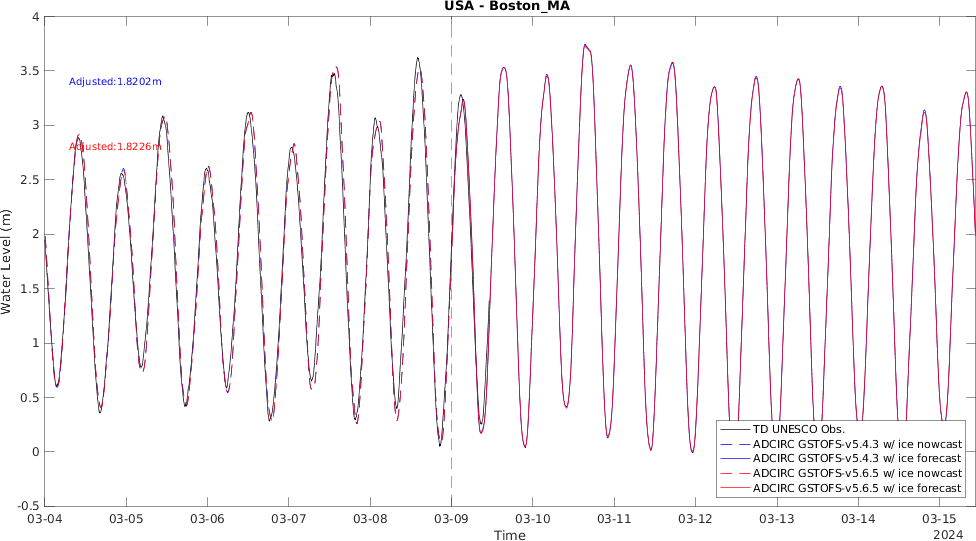 USA - Boston_MA
4
3.5
3
2.5
2
1.5
1
0.5
0
-0.5
Water Level (m)
Adjusted:1.8202m
Adjusted:1.8226m
TD UNESCO Obs.
ADCIRC GSTOFS-v5.4.3 w/ ice nowcast
ADCIRC GSTOFS-v5.4.3 w/ ice forecast
ADCIRC GSTOFS-v5.6.5 w/ ice nowcast
ADCIRC GSTOFS-v5.6.5 w/ ice forecast
03-04 03-05 03-06 03-07 03-08 03-09 03-10 03-11 03-12 03-13 03-14 03-15
Time
2024